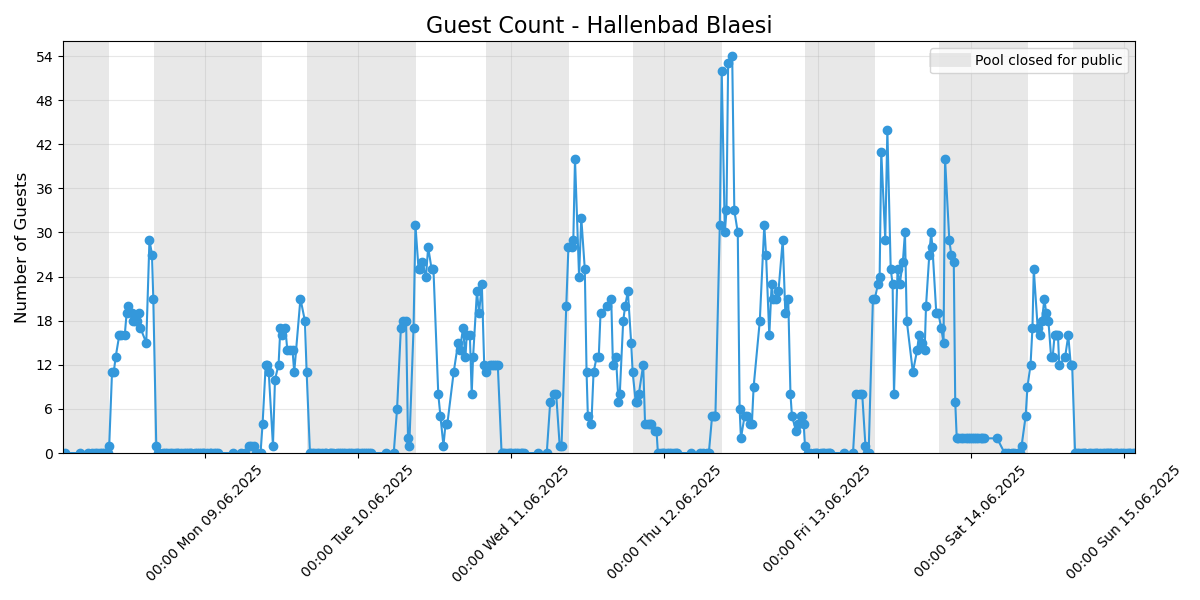 Guest Count - Hallenbad Blaesi
Pool closed for public
Number of Guests
54
48
42
36
30
24
18
12
6
0
00:00 Mon 09.06.2025
00:00 Tue 10.06.2025
00:00 Wed 11.06.2025
00:00 Thu 12.06.2025
00:00 Fri 13.06.2025
00:00 Sat 14.06.2025
00:00 Sun 15.06.2025